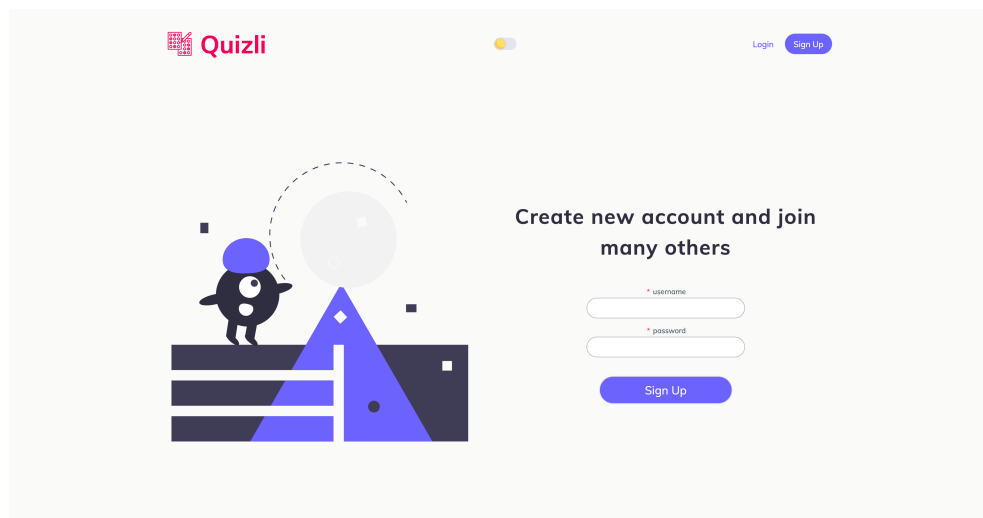 Quizli
Login
Sign Up
Create new account and join
many others
* username
* password
Sign Up